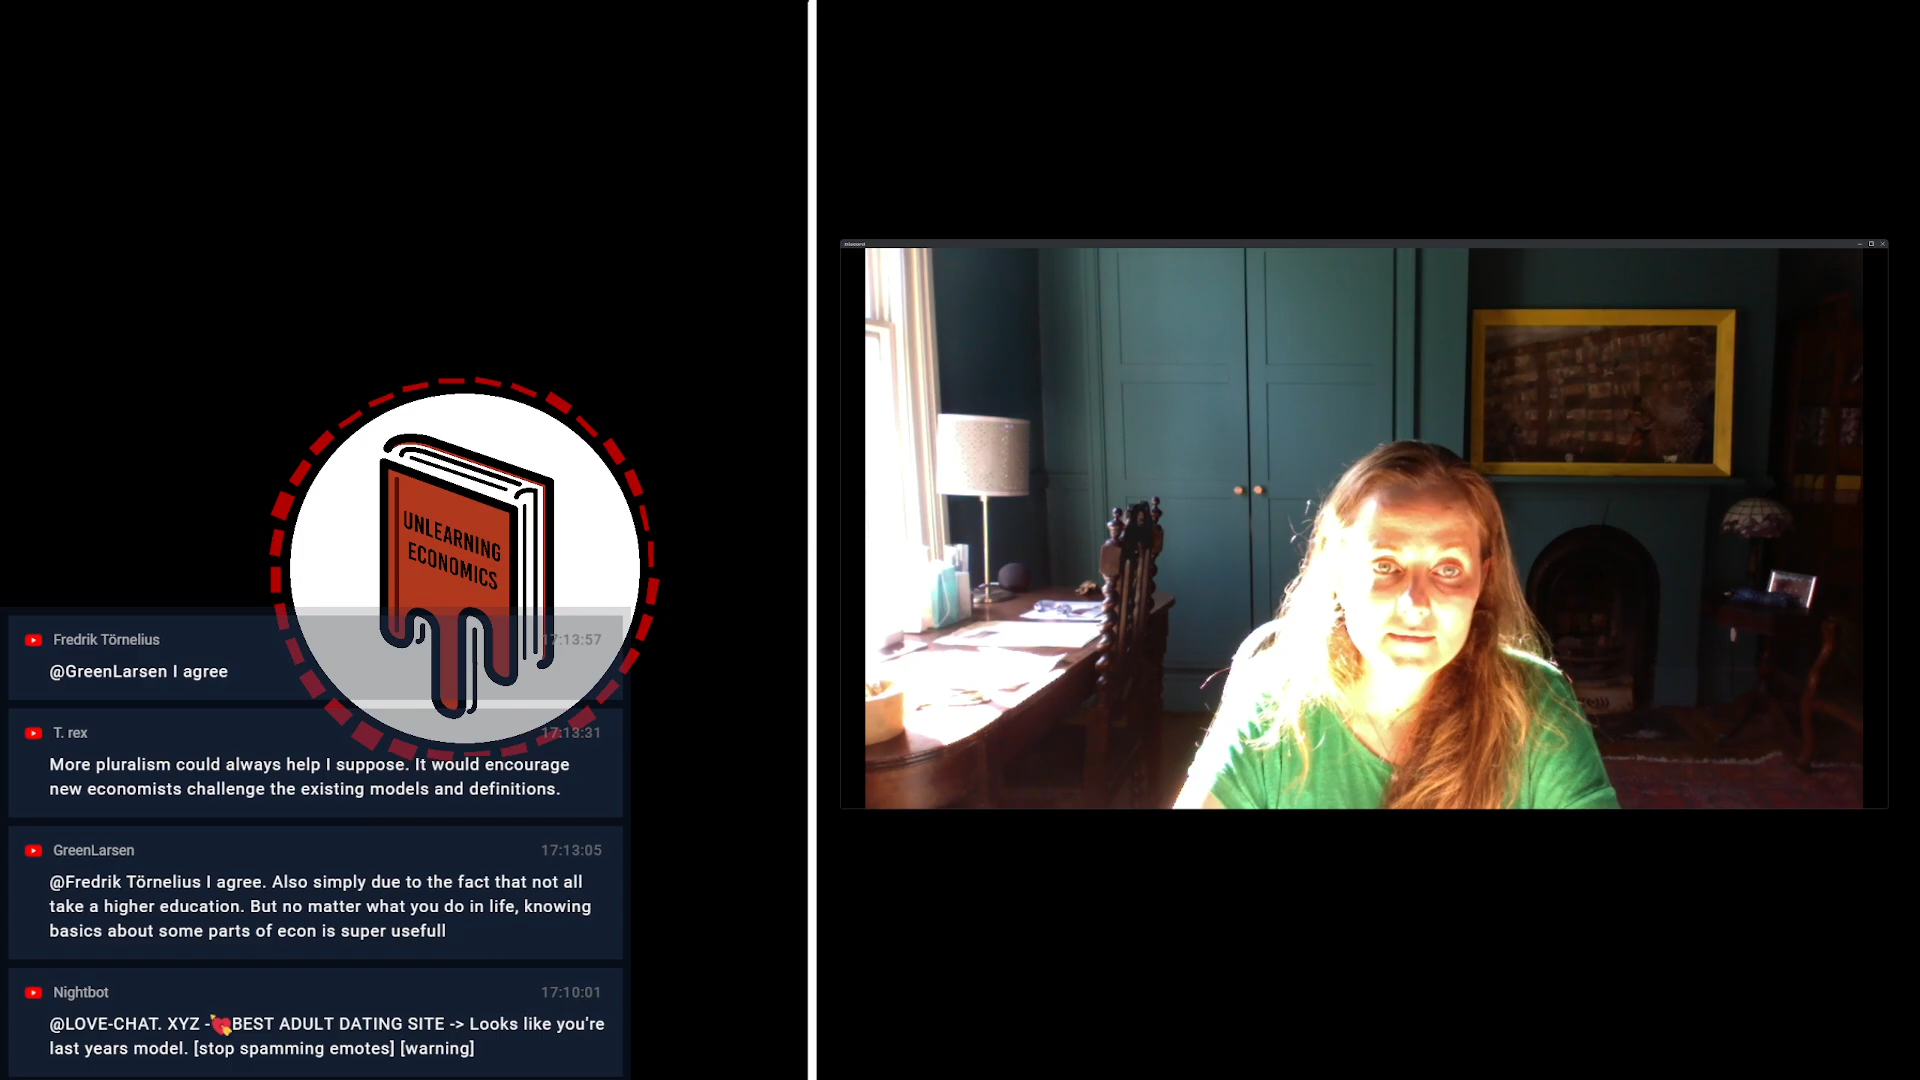 UNLEARNING
ECONOMICS
Fredrik Törnelius
17:13:57
@GreenLarsen I agree
T. rex
17:13:31
More pluralism could always help I suppose. It would encourage
new economists challenge the existing models and definitions.
GreenLarsen
17:13:05
@Fredrik Törnelius I agree. Also simply due to the fact that not all
take a higher education. But no matter what you do in life, knowing
basics about some parts of econ is super usefull
Nightbot
17:10:01
@LOVE-CHAT. XYZ -💘BEST ADULT DATING SITE -> Looks like you're
last years model. [stop spamming emotes] [warning]
Discord